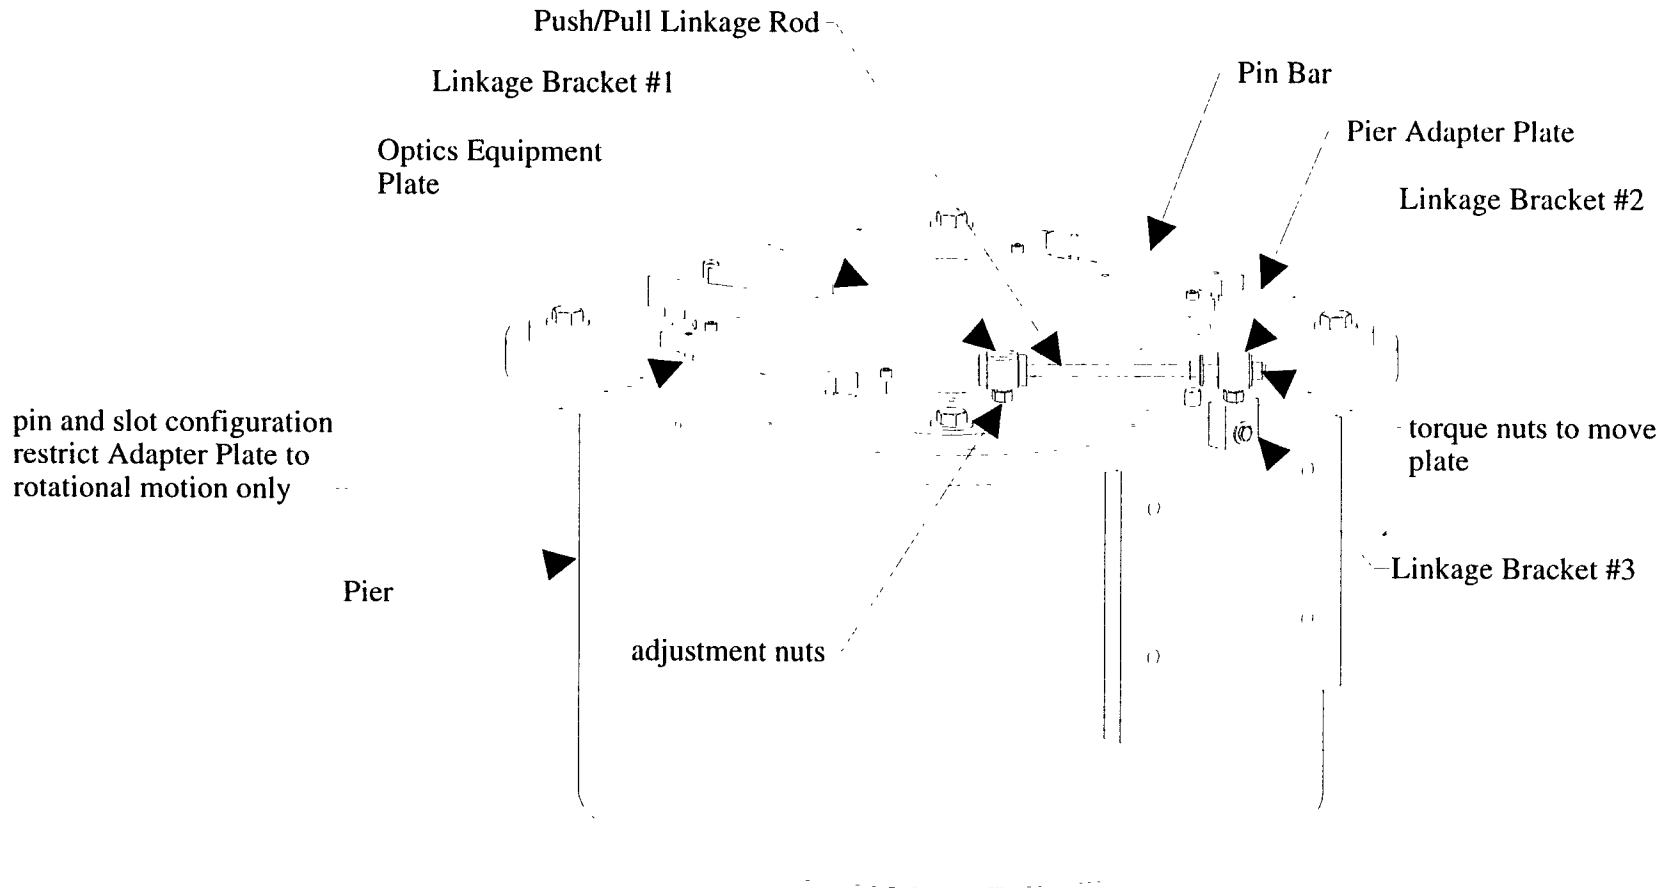 Push/Pull Linkage Rod
Linkage Bracket #1
Pin Bar
Pier Adapter Plate
Optics Equipment
Plate
Linkage Bracket #2
pin and slot configuration
restrict Adapter Plate to
rotational motion only
torque nuts to move
plate
Linkage Bracket #3
Pier
adjustment nuts